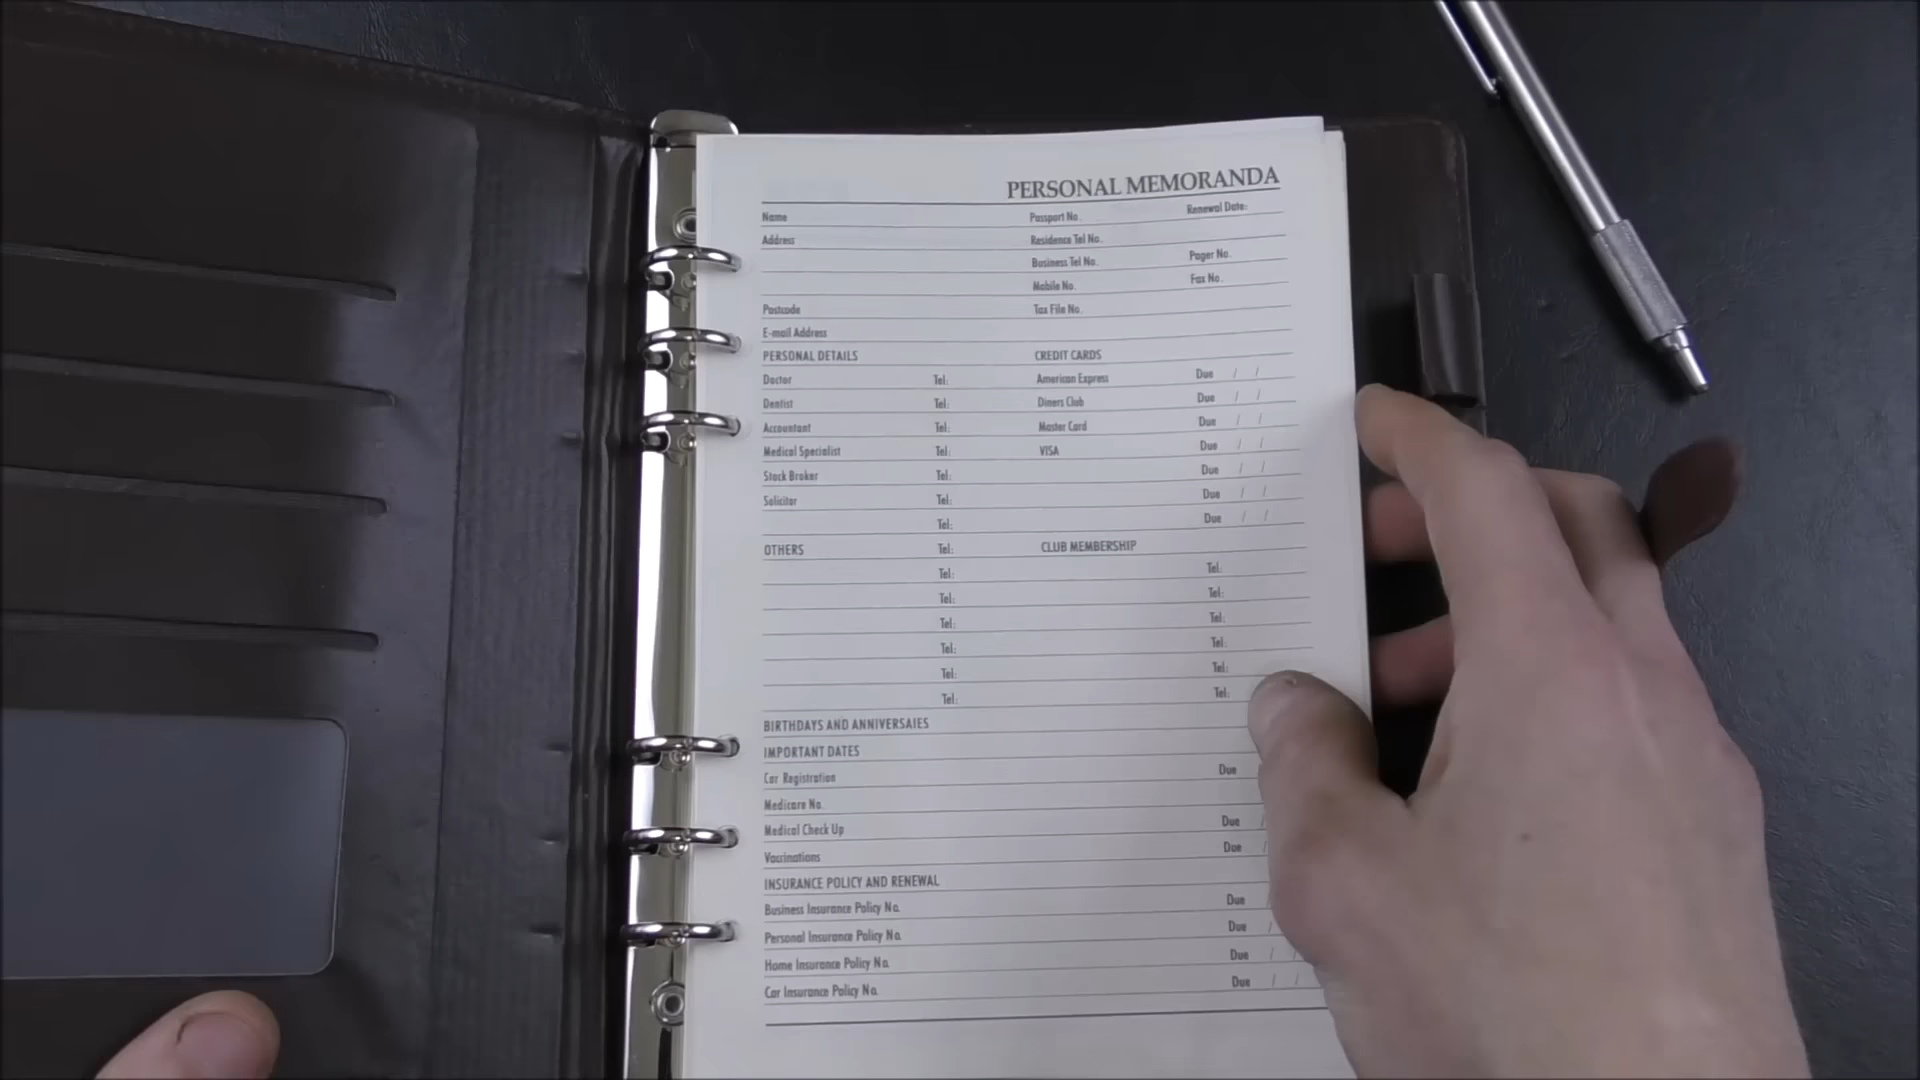 PERSONAL MEMORANDA
Name Passport No. Renewal Date:
Address Residence Tel No.
Business Tel No. Pager No.
Mobile No. Fax No.
Postcode Tax File No.
E-mail Address
PERSONAL DETAILS CREDIT CARDS
Doctor Tel: American Express Due / /
Dentist Tel: Diners Club Due / /
Accountant Tel: Master Card Due / /
Medical Specialist Tel: VISA Due / /
Stock Broker Tel: Due / /
Solicitor Tel: Due / /
Tel: Due / /
OTHERS Tel: CLUB MEMBERSHIP
Tel: Tel:
Tel: Tel:
Tel: Tel:
Tel: Tel:
Tel: Tel:
Tel: Tel:
BIRTHDAYS AND ANNIVERSAIES
IMPORTANT DATES
Car Registration Due
Medicare No.
Medical Check Up Due /
Vaccinations Due /
INSURANCE POLICY AND RENEWAL
Business Insurance Policy No. Due /
Personal Insurance Policy No. Due /
Home Insurance Policy No. Due / /
Car Insurance Policy No. Due / /